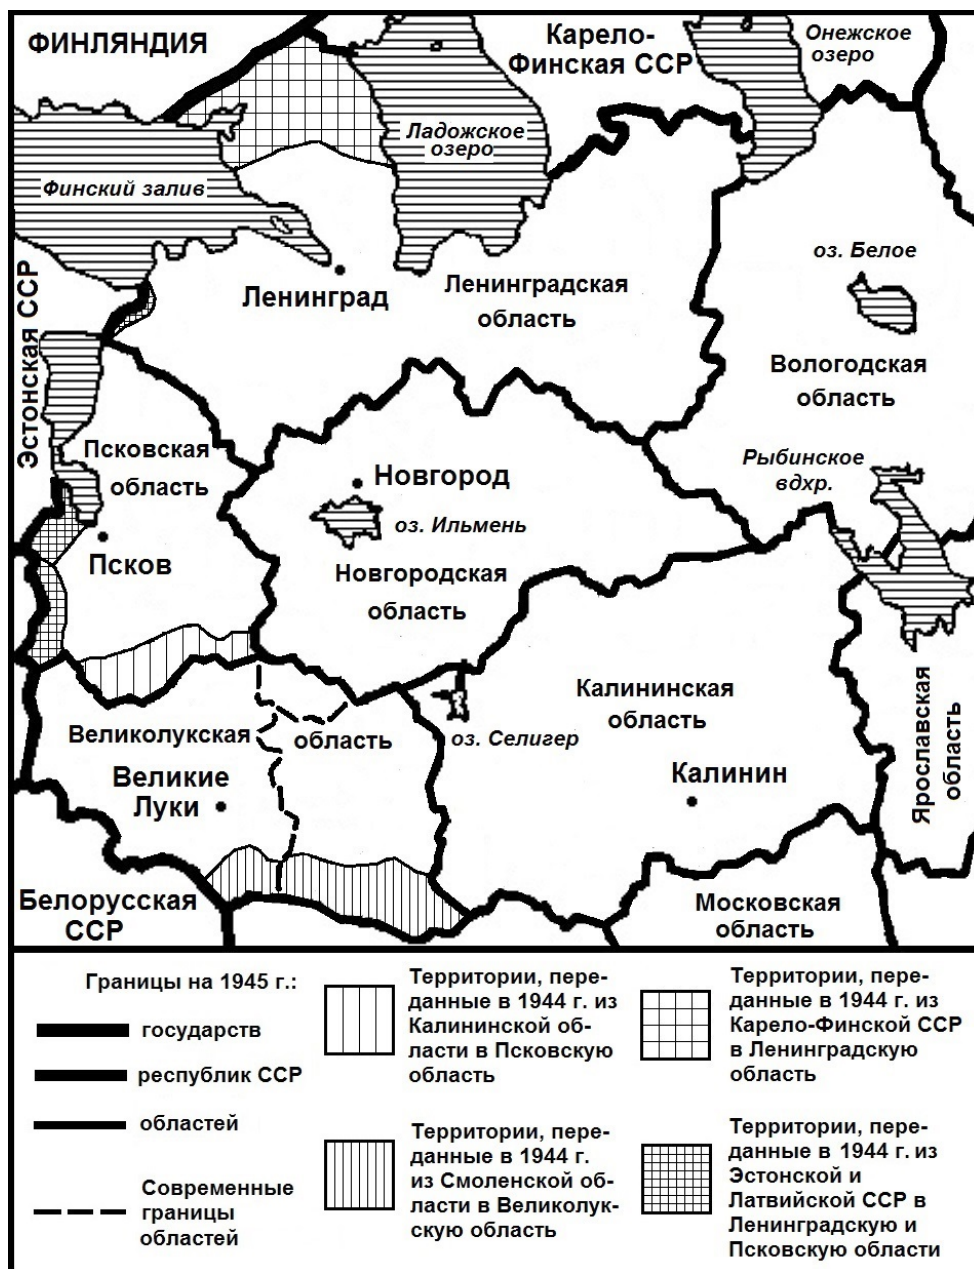 ФИНЛЯНДИЯ
Карело-
Финская ССР
Онежское
озеро
Ладожское
озеро
Финский залив
Эстонская ССР
Ленинград
Ленинградская
область
оз. Белое
Вологодская
область
Псковская
область
Новгород
оз. Ильмень
Рыбинское
вдхр.
Псков
Новгородская
область
Великолукская
область
Великие
Луки
оз. Селигер
Калининская
область
Калинин
Ярославская
область
Белорусская
ССР
Московская
область
Границы на 1945 г.:
государств
республик ССР
областей
Современные
границы
областей
Территории, пере-
данные в 1944 г. из
Калининской об-
ласти в Псковскую
область
Территории, пере-
данные в 1944 г.
из Смоленской об-
ласти в Великолук-
скую область
Территории, пере-
данные в 1944 г. из
Карело-Финской ССР
в Ленинградскую
область
Территории, пере-
данные в 1944 г. из
Эстонской и
Латвийской ССР в
Ленинградскую и
Псковскую области